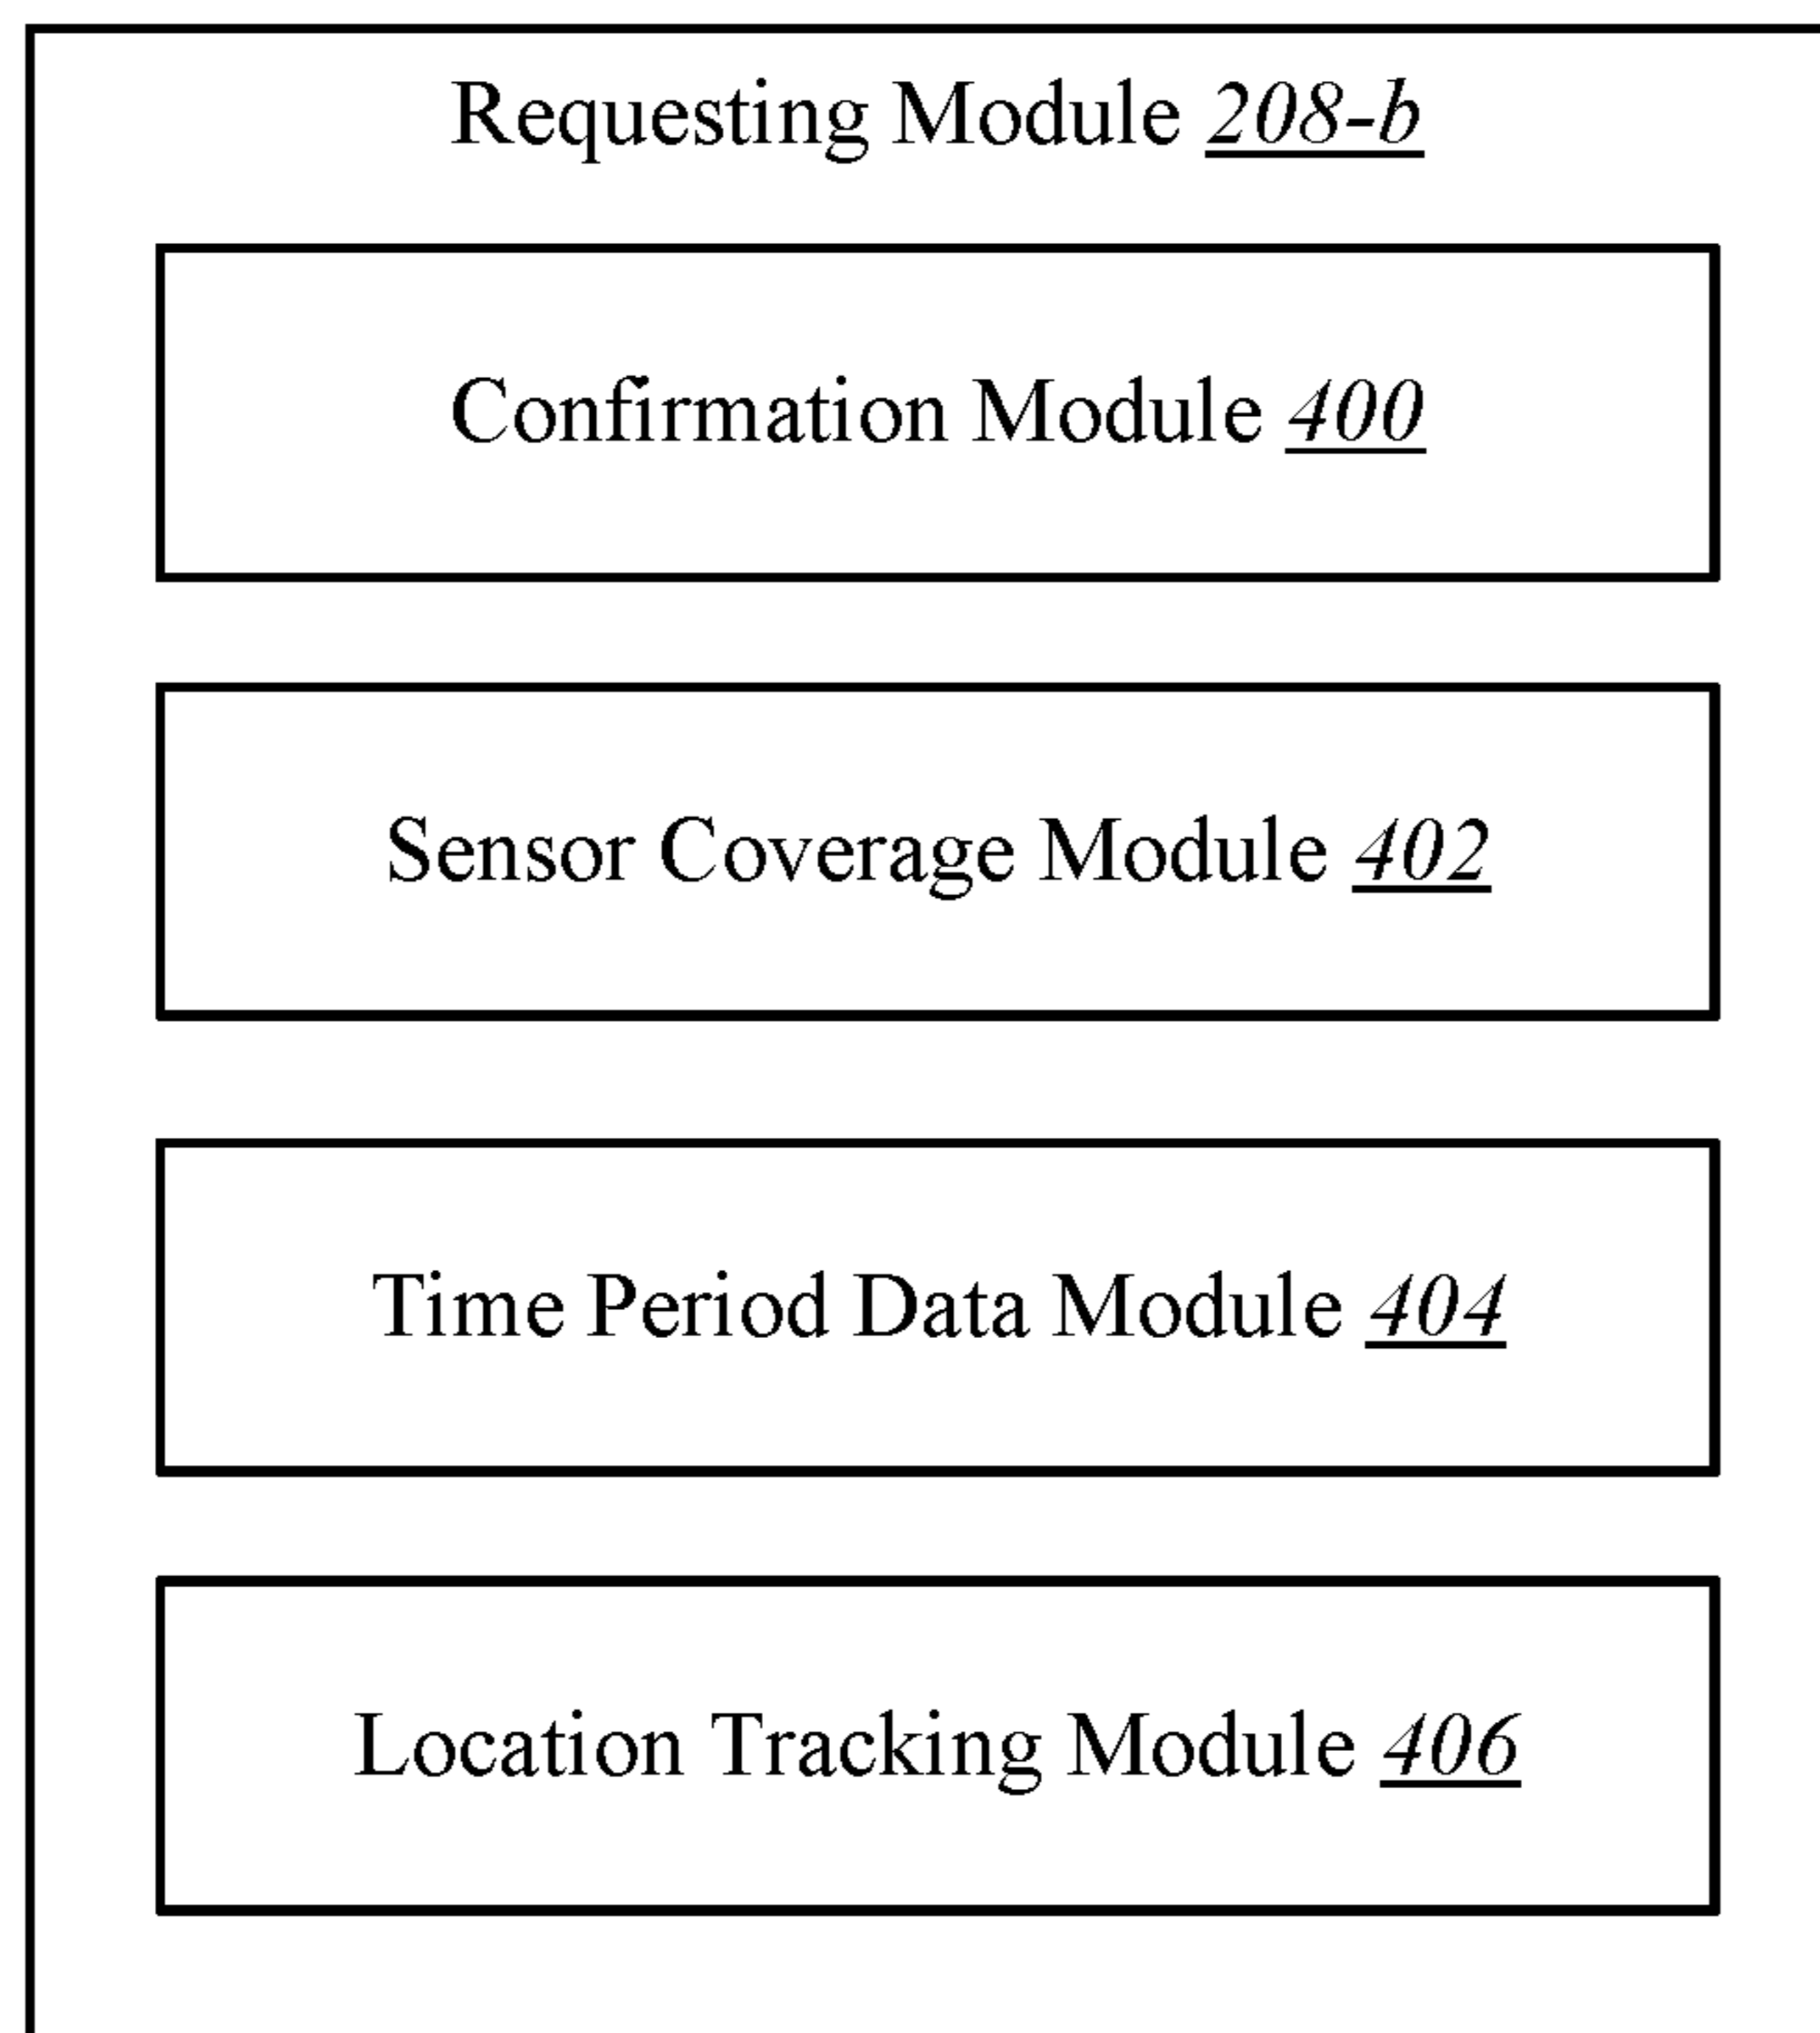 Requesting Module 208-b
Confirmation Module 400
Sensor Coverage Module 402
Time Period Data Module 404
Location Tracking Module 406